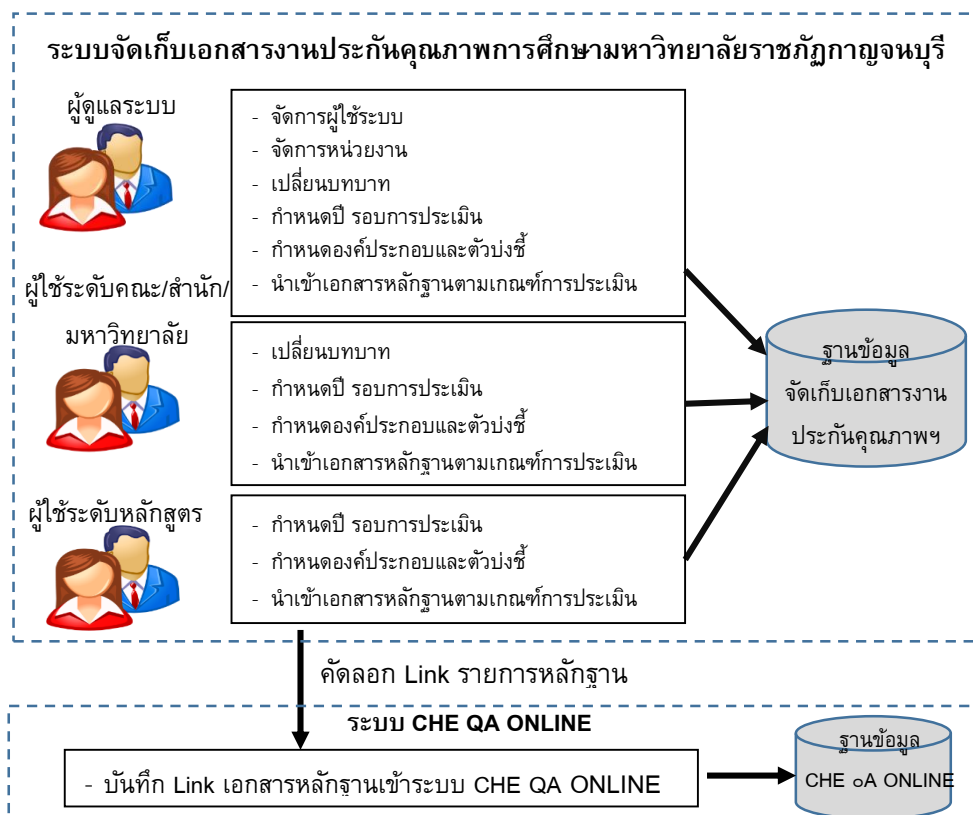 ระบบจัดเก็บเอกสารงานประกันคุณภาพการศึกษามหาวิทยาลัยราชภัฏกาญจนบุรี
ผู้ดูแลระบบ
- จัดการผู้ใช้ระบบ
- จัดการหน่วยงาน
- เปลี่ยนบทบาท
- กำหนดปี รอบการประเมิน
- กำหนดองค์ประกอบและตัวบ่งชี้
- นำเข้าเอกสารหลักฐานตามเกณฑ์การประเมิน
ผู้ใช้ระดับคณะ/สำนัก/
มหาวิทยาลัย
- เปลี่ยนบทบาท
- กำหนดปี รอบการประเมิน
- กำหนดองค์ประกอบและตัวบ่งชี้
- นำเข้าเอกสารหลักฐานตามเกณฑ์การประเมิน
ฐานข้อมูล
จัดเก็บเอกสารงาน
ประกันคุณภาพฯ
ผู้ใช้ระดับหลักสูตร
- กำหนดปี รอบการประเมิน
- กำหนดองค์ประกอบและตัวบ่งชี้
- นำเข้าเอกสารหลักฐานตามเกณฑ์การประเมิน
คัดลอก Link รายการหลักฐาน
ระบบ CHE QA ONLINE
- บันทึก Link เอกสารหลักฐานเข้าระบบ CHE QA ONLINE
ฐานข้อมูล
CHE oA ONLINE